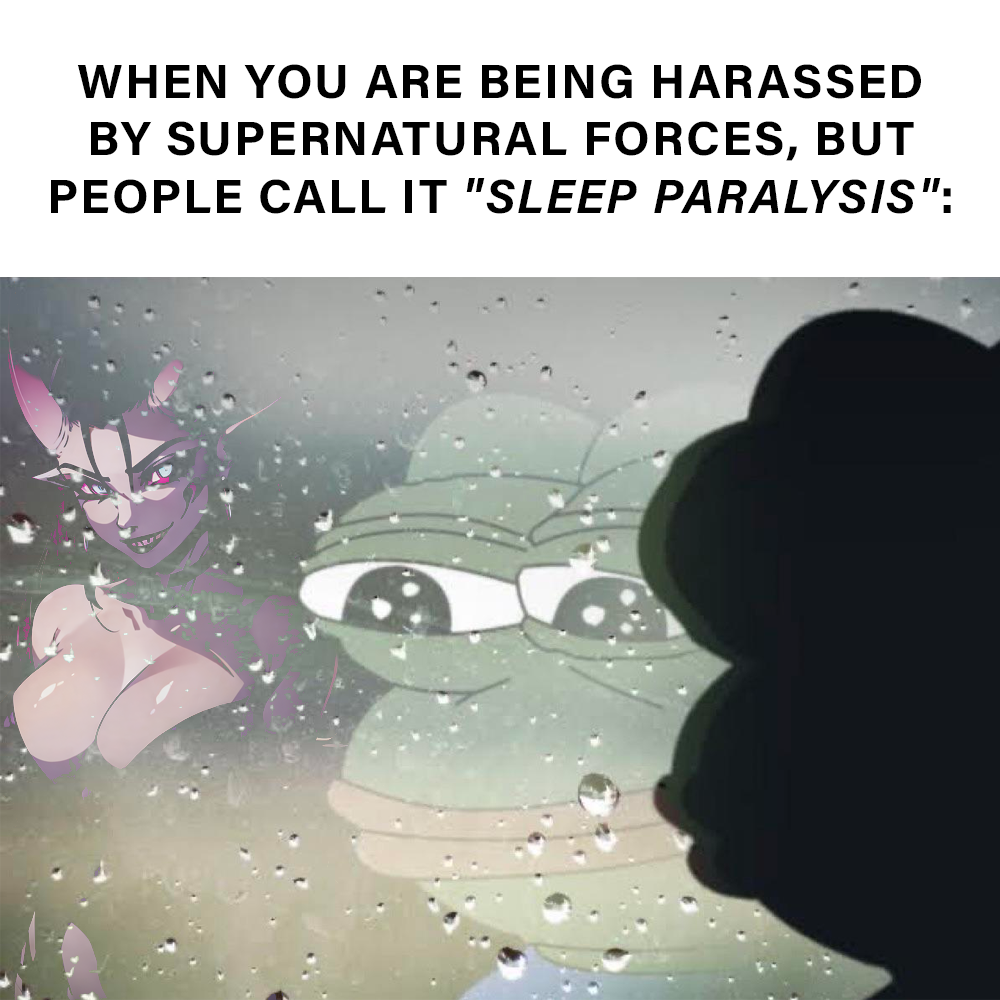 WHEN YOU ARE BEING HARASSED
BY SUPERNATURAL FORCES, BUT
PEOPLE CALL IT "SLEEP PARALYSIS":